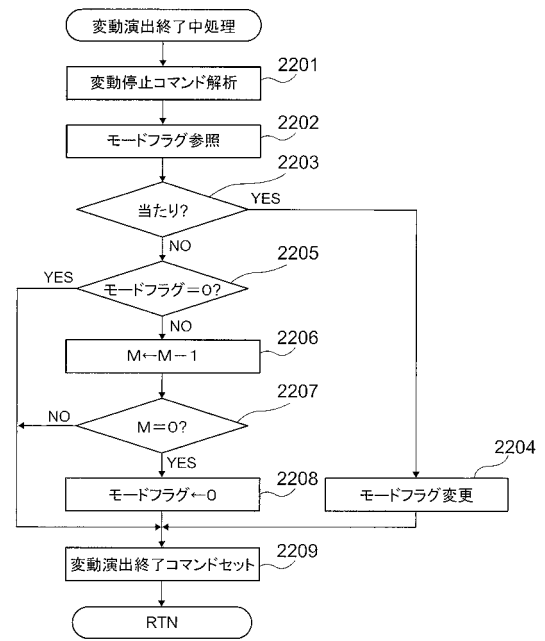 変動演出終了中処理
2201
変動停止コマンド解析
2202
モードフラグ参照
2203
当たり?
YES
NO
2205
YES
モードフラグ=0?
NO
2206
M←M-1
2207
NO
M=0?
YES
2208
モードフラグ←0
2204
モードフラグ変更
2209
変動演出終了コマンドセット
RTN